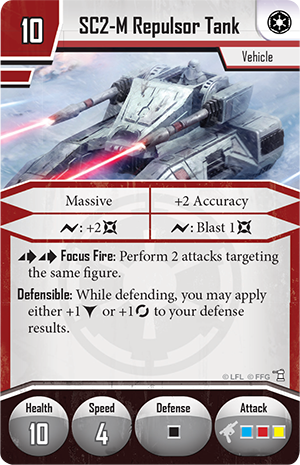 10
SC2-M Repulsor Tank
Vehicle
Massive
+2 Accuracy
: +2
: Blast 1
Focus Fire: Perform 2 attacks targeting
the same figure.
Defensible: While defending, you may apply
either +1 or +1 to your defense
results.
© LFL © FFG
Health
10
Speed
4
Defense
Attack